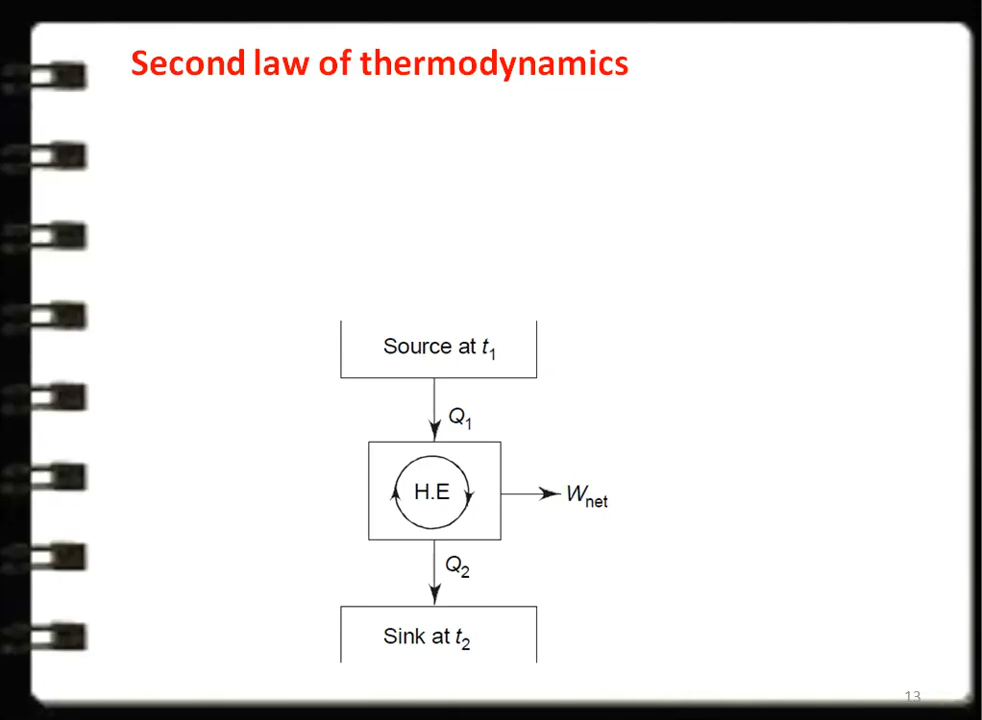 Second law of thermodynamics
Source at t₁
Q₁
H.E
Wnet
Q₂
Sink at t₂
13